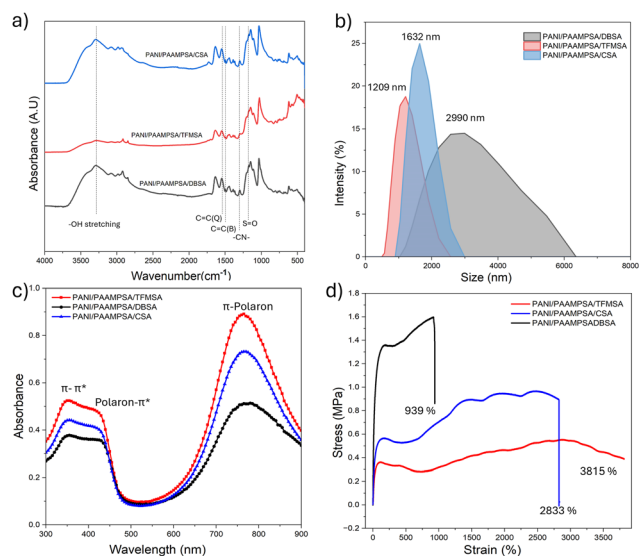 a)
PANI/PAAMPSA/CSA
PANI/PAAMPSA/TFMSA
PANI/PAAMPSA/DBSA
-OH stretching
C=C(Q)
C=C(B)
-CN-
S=O
Absorbance (A.U)
4000 3500 3000 2500 2000 1500 1000 500
Wavenumber(cm-1)
b)
1632 nm
1209 nm
2990 nm
PANI/PAAMPSA/DBSA
PANI/PAAMPSA/TFMSA
PANI/PAAMPSA/CSA
Intensity (%)
25
20
15
10
5
0
0 2000 4000 6000 8000
Size (nm)
c)
PANI/PAAMPSA/TFMSA
PANI/PAAMPSA/DBSA
PANI/PAAMPSA/CSA
π-Polaron
π- π*
Polaron-π*
Absorbance
1.0
0.8
0.6
0.4
0.2
0.0
300 400 500 600 700 800 900
Wavelength (nm)
d)
PANI/PAAMPSA/TFMSA
PANI/PAAMPSA/CSA
PANI/PAAMPSADBSA
939 %
3815 %
2833 %
Stress (MPa)
1.8
1.6
1.4
1.2
1.0
0.8
0.6
0.4
0.2
0.0
−0.2
0 500 1000 1500 2000 2500 3000 3500
Strain (%)